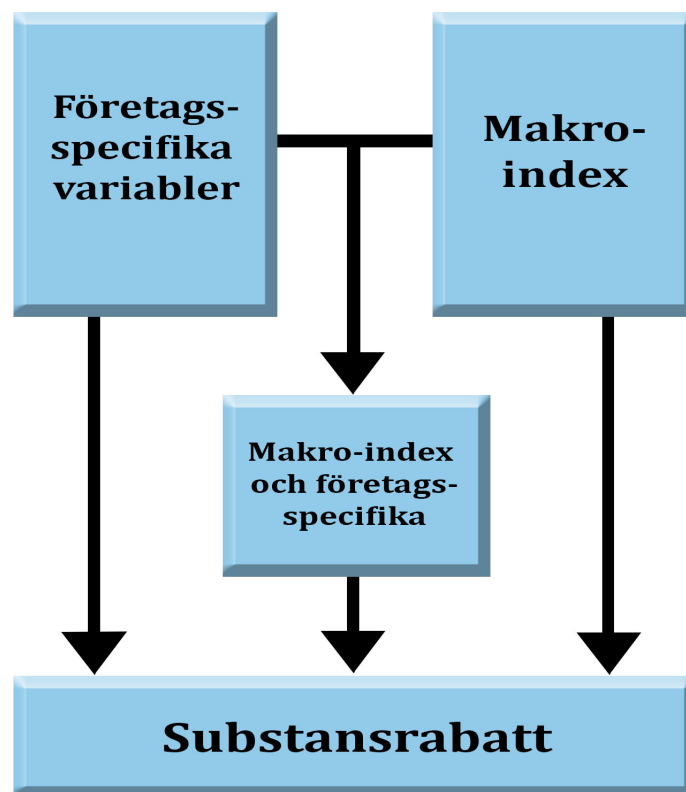 Företags-
specifika
variabler
Makro-
index
Makro-index
och företags-
specifika
Substansrabatt